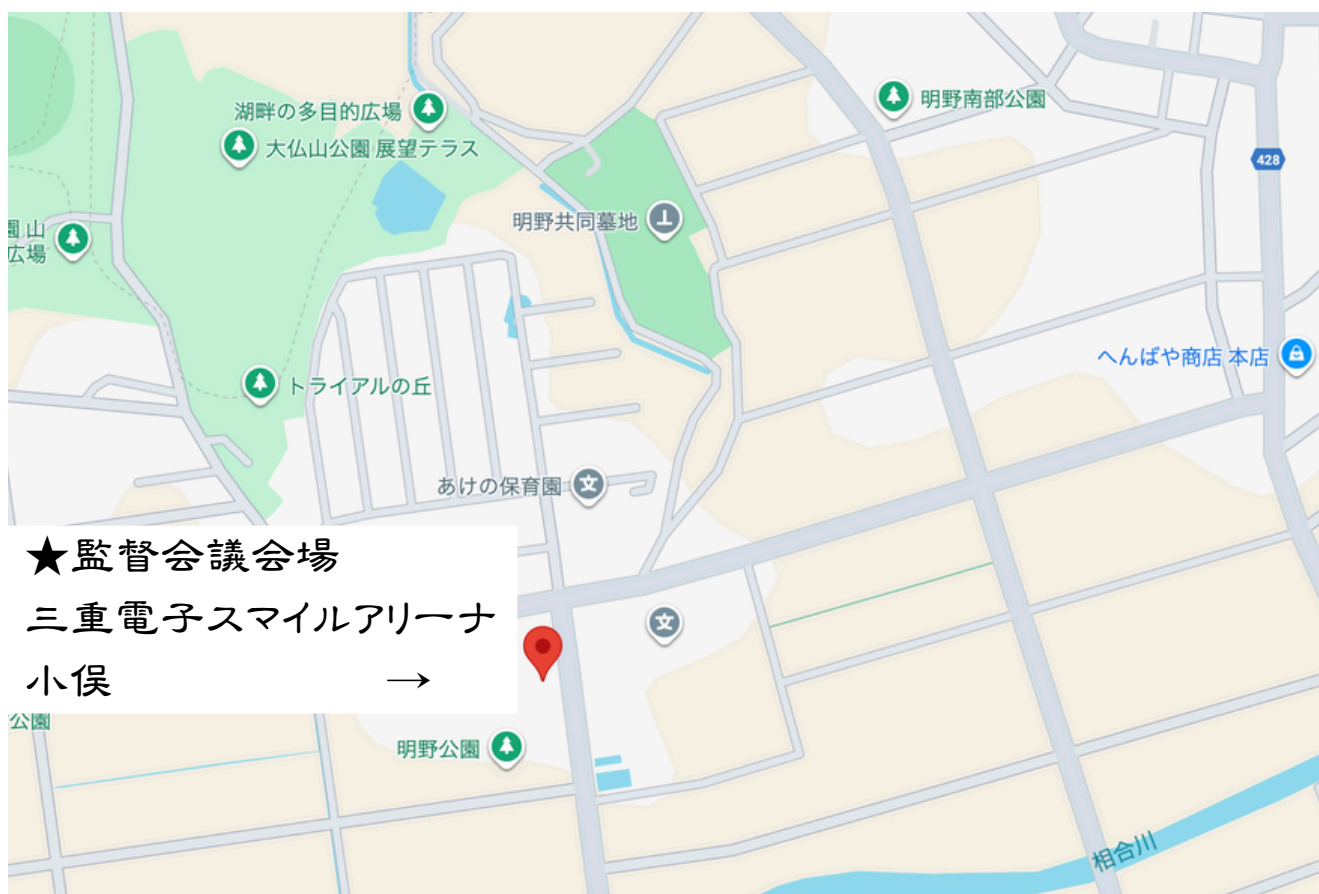 湖畔の多目的広場
大仏山公園 展望テラス
明野南部公園
428
明野共同墓地
園山
広場
へんばや商店 本店
トライアルの丘
あけの保育園
文
★監督会議会場
三重電子スマイルアリーナ
小俣 →
文
公園
明野公園
相合川